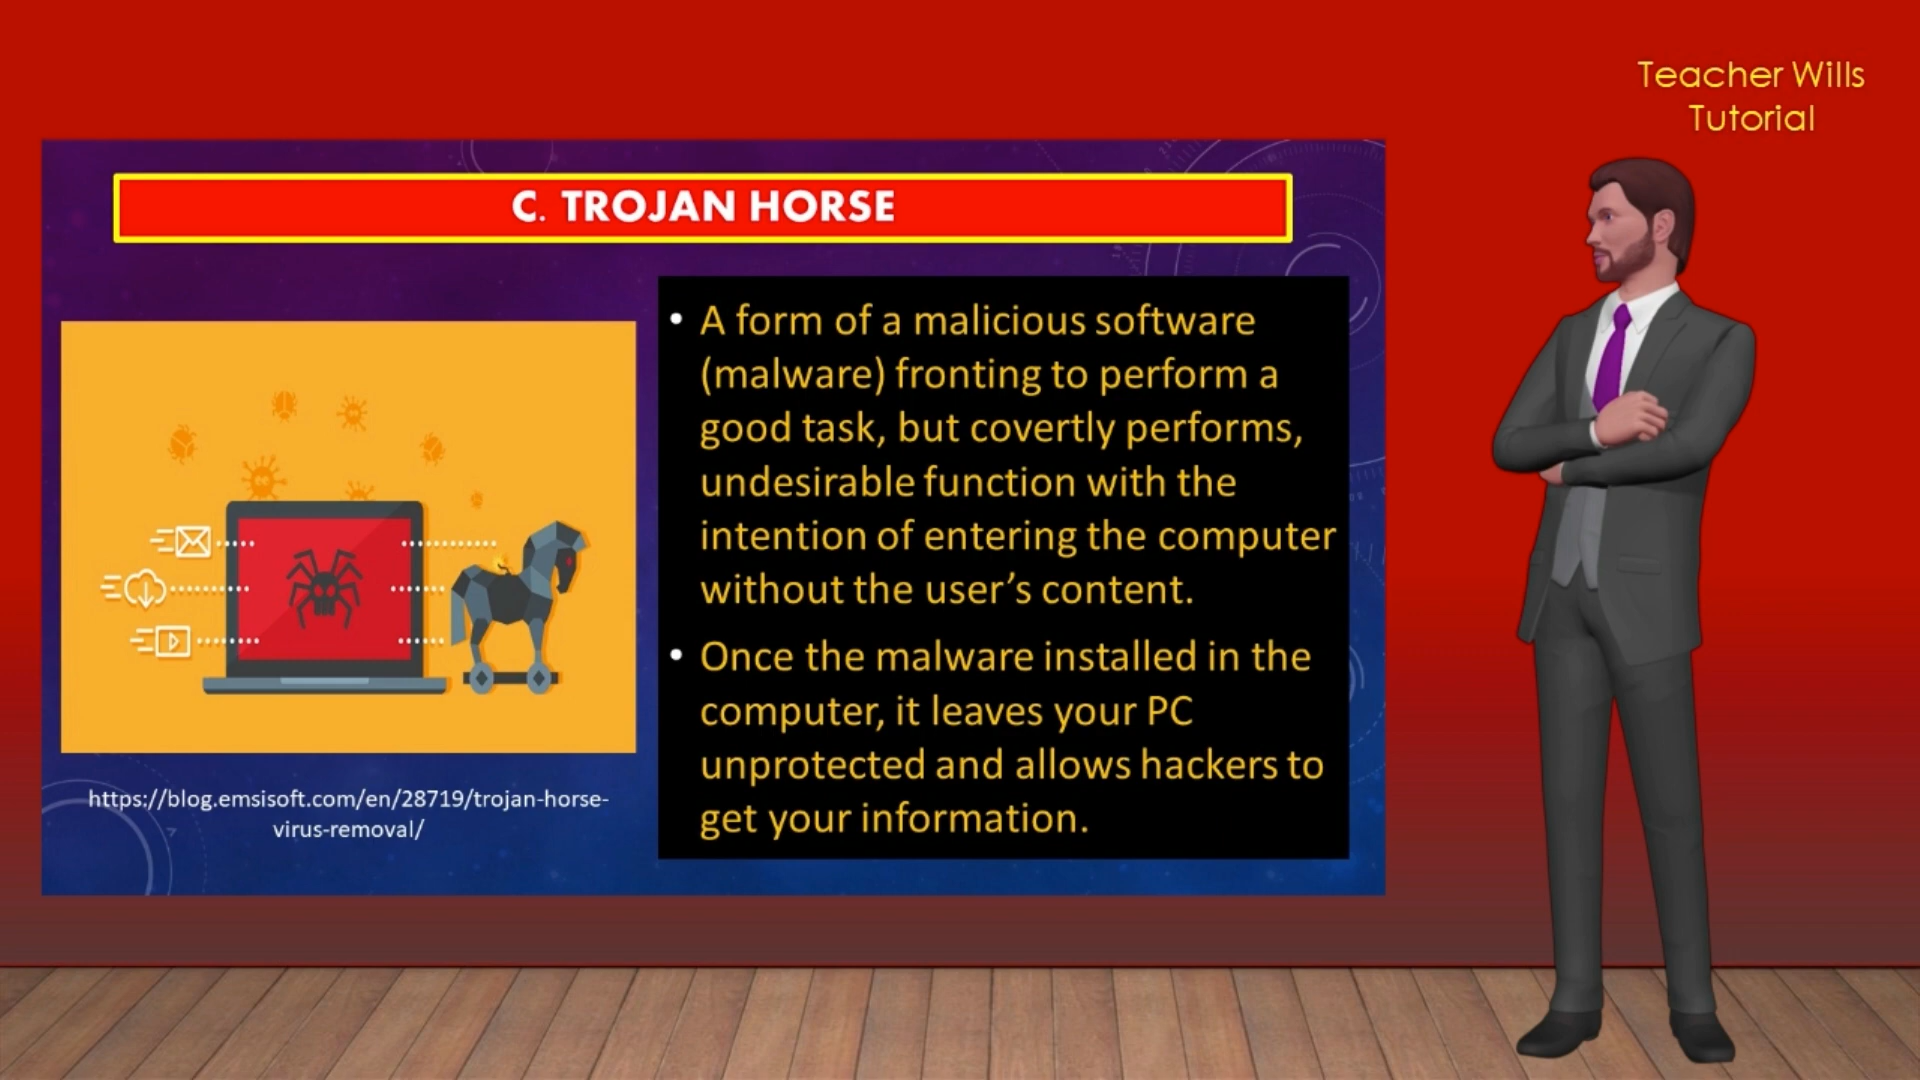 Teacher Wills
Tutorial
C. TROJAN HORSE
• A form of a malicious software
(malware) fronting to perform a
good task, but covertly performs,
undesirable function with the
intention of entering the computer
without the user’s content.
• Once the malware installed in the
computer, it leaves your PC
unprotected and allows hackers to
get your information.
https://blog.emsisoft.com/en/28719/trojan-horse-
virus-removal/